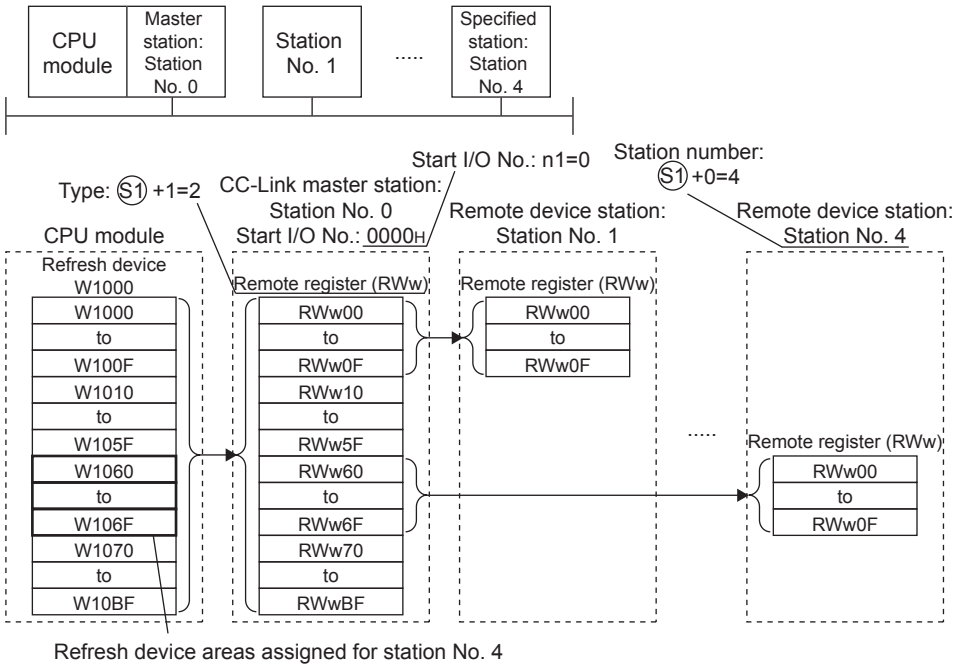 CPU
module
Master
station:
Station
No. 0
Station
No. 1
.....
Specified
station:
Station
No. 4
Start I/O No.: n1=0
Station number:
S1 +0=4
Type: S1 +1=2
CC-Link master station:
Station No. 0
Start I/O No.: 0000H
Remote device station:
Station No. 1
Remote device station:
Station No. 4
CPU module
Refresh device
W1000
W1000
to
W100F
W1010
to
W105F
W1060
to
W106F
W1070
to
W10BF
Remote register (RWw)
RWw00
to
RWw0F
RWw10
to
RWw5F
RWw60
to
RWw6F
RWw70
to
RWwBF
Remote register (RWw)
RWw00
to
RWw0F
.....
Remote register (RWw)
RWw00
to
RWw0F
Refresh device areas assigned for station No. 4